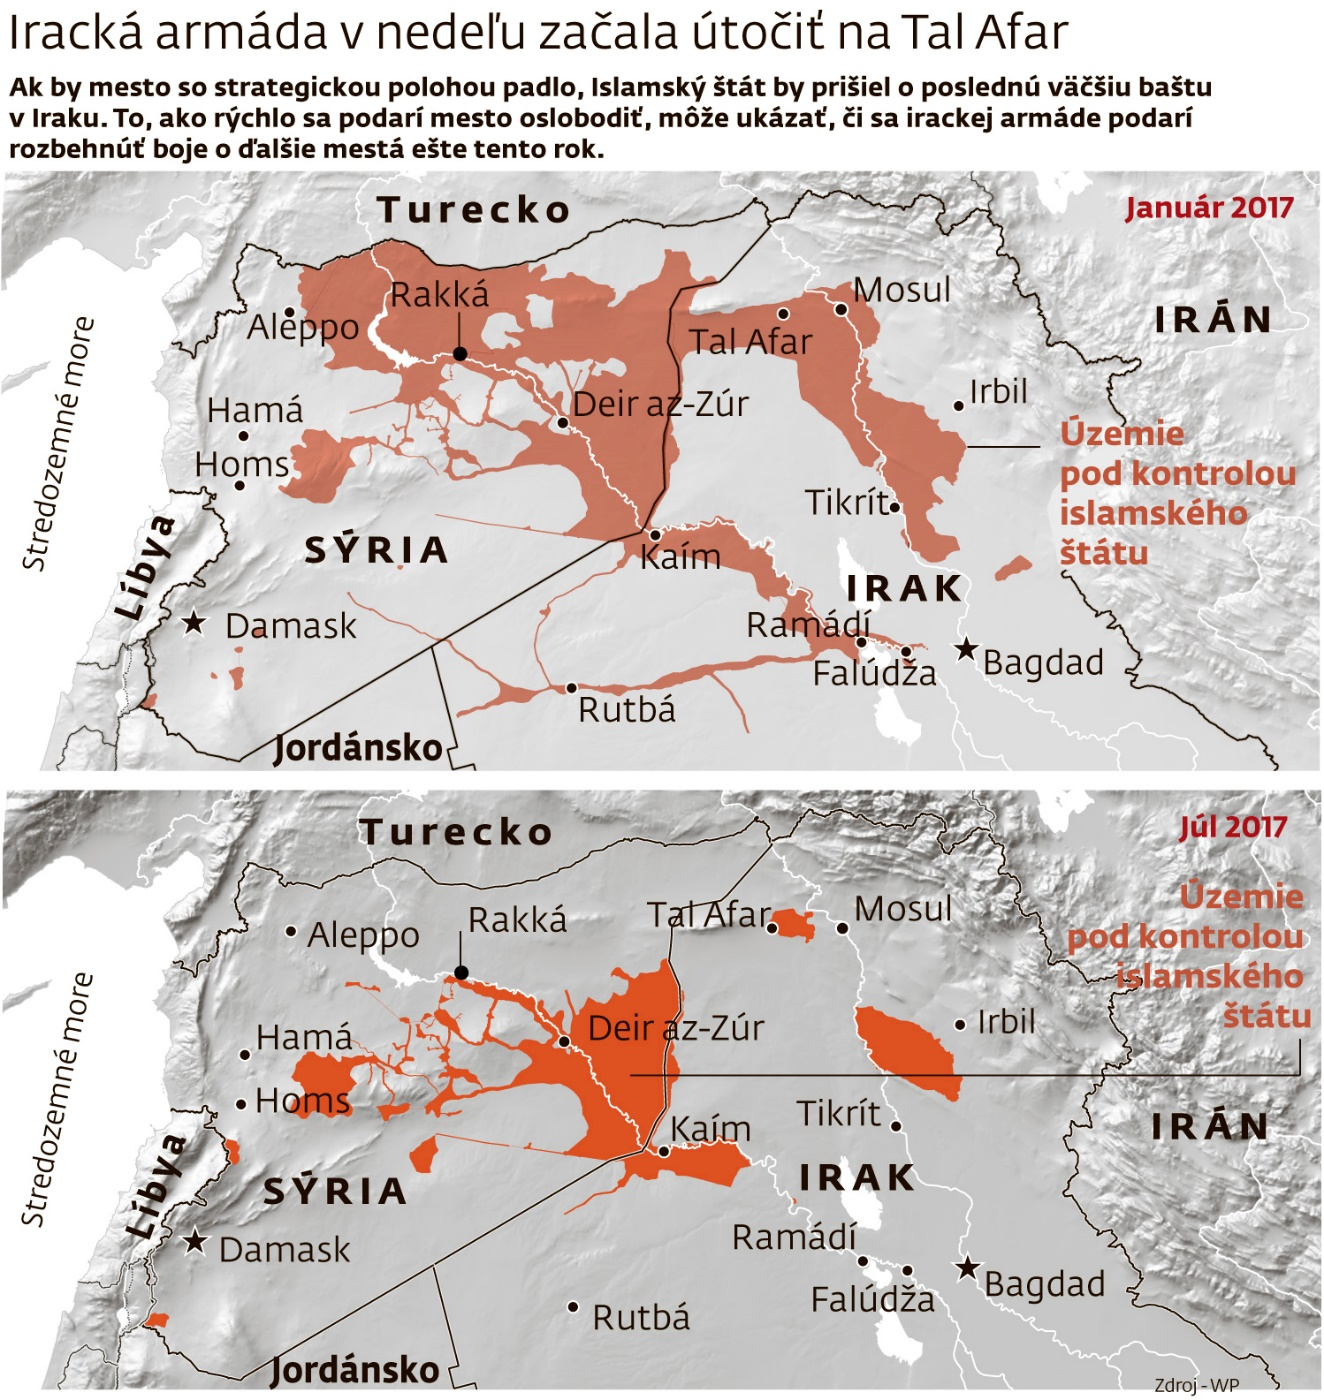 Iracká armáda v nedeľu začala útočiť na Tal Afar
Ak by mesto so strategickou polohou padlo, Islamský štát by prišiel o poslednú väčšiu baštu
v Iraku. To, ako rýchlo sa podarí mesto oslobodiť, môže ukázať, či sa irackej armáde podarí
rozbehnúť boje o ďalšie mestá ešte tento rok.
Január 2017
Turecko
Rakká
Mosul
IRÁN
Aleppo
Tal Afar
Stredozemné more
Hamá
Deir az-Zúr
Irbil
Územie
pod kontrolou
islamského
štátu
Homs
Tikrít
SÝRIA
Kaím
Líbya
IRAK
Damask
Ramádí
Falúdža
Bagdad
Rutbá
Jordánsko
Júl 2017
Turecko
Územie
pod kontrolou
islamského
štátu
Aleppo
Rakká
Tal Afar
Mosul
Stredozemné more
Hamá
Deir az-Zúr
Irbil
Homs
Tikrít
Kaím
IRÁN
Líbya
SÝRIA
IRAK
Damask
Ramádí
Falúdža
Bagdad
Rutbá
Jordánsko
Zdroj - WP